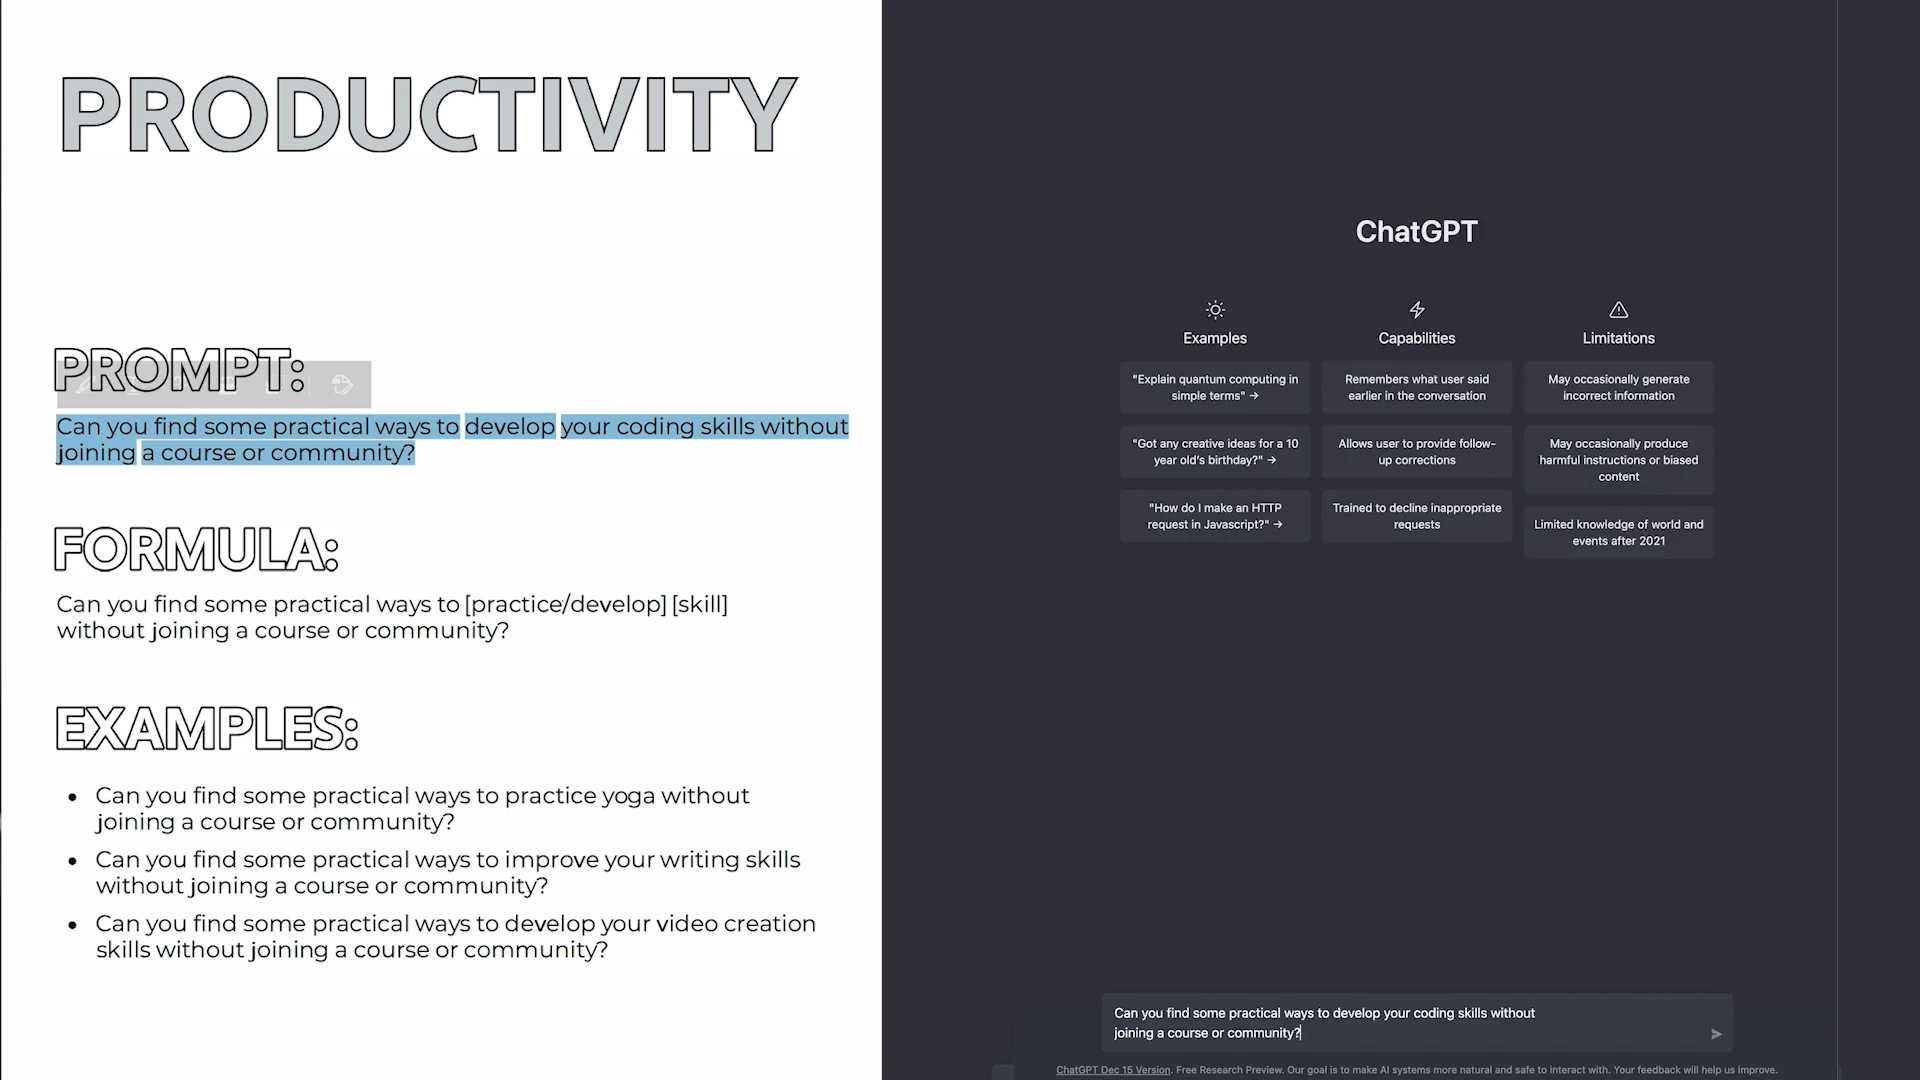 PRODUCTIVITY
PROMPT:
Can you find some practical ways to develop your coding skills without
joining a course or community?
FORMULA:
Can you find some practical ways to [practice/develop] [skill]
without joining a course or community?
EXAMPLES:
• Can you find some practical ways to practice yoga without
joining a course or community?
• Can you find some practical ways to improve your writing skills
without joining a course or community?
• Can you find some practical ways to develop your video creation
skills without joining a course or community?
ChatGPT
Examples
"Explain quantum computing in
simple terms" →
"Got any creative ideas for a 10
year old's birthday?" →
"How do I make an HTTP
request in Javascript?" →
Capabilities
Remembers what user said
earlier in the conversation
Allows user to provide follow-
up corrections
Trained to decline inappropriate
requests
Limitations
May occasionally generate
incorrect information
May occasionally produce
harmful instructions or biased
content
Limited knowledge of world and
events after 2021
Can you find some practical ways to develop your coding skills without
joining a course or community?
ChatGPT Dec 15 Version. Free Research Preview. Our goal is to make AI systems more natural and safe to interact with. Your feedback will help us improve.